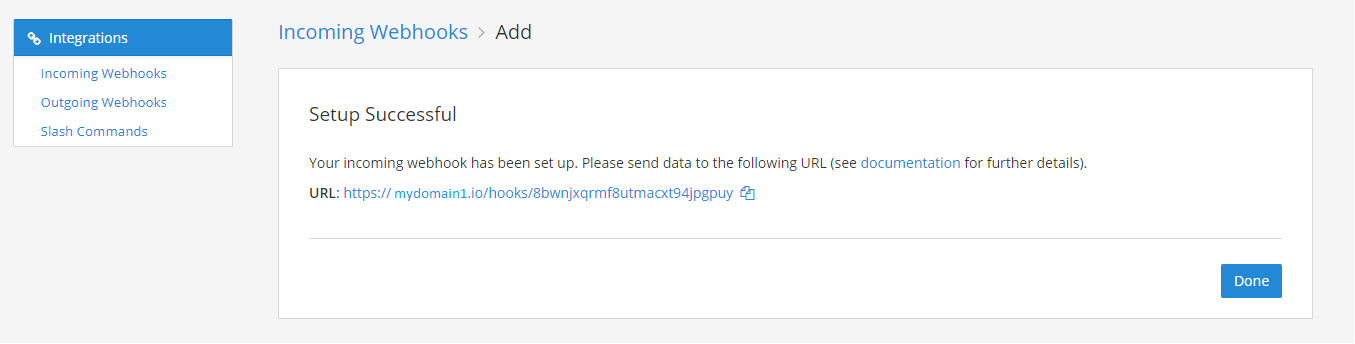 Integrations
Incoming Webhooks
Outgoing Webhooks
Slash Commands
Incoming Webhooks > Add
Setup Successful
Your incoming webhook has been set up. Please send data to the following URL (see documentation for further details).
URL: https:// mydomain1.io/hooks/8bwnjxqrmf8utmacxt94jpgpuy
Done